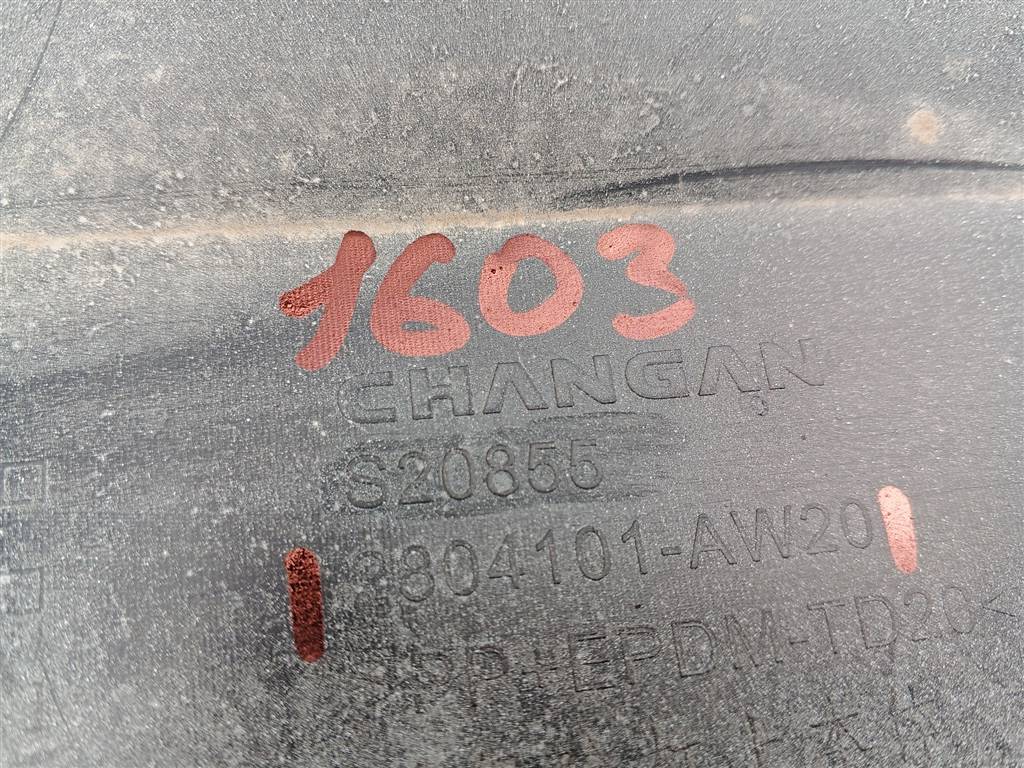 1603
CHANGAN
S20855
2804101-AW20
>PP+EPDM-TD20<